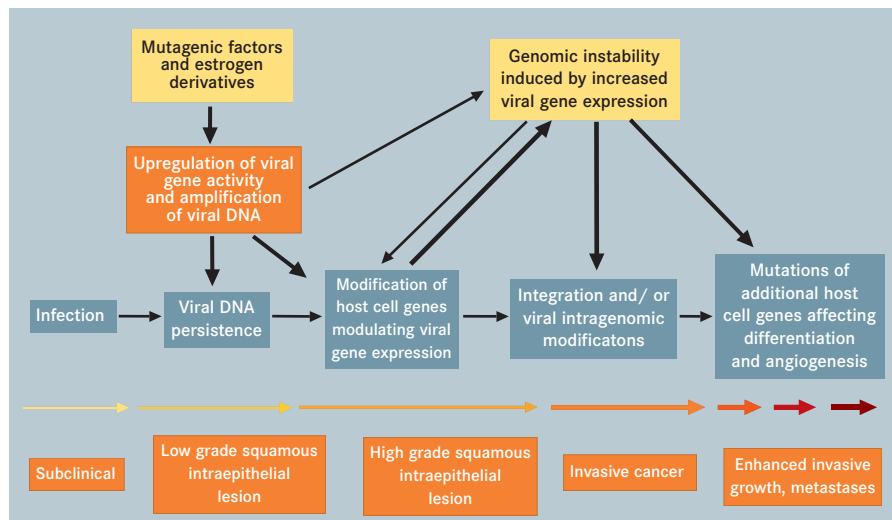 Mutagenic factors
and estrogen
derivatives
Genomic instability
induced by increased
viral gene expression
Upregulation of viral
gene activity
and amplification
of viral DNA
Infection
Viral DNA
persistence
Modification of
host cell genes
modulating viral
gene expression
Integration and/ or
viral intragenomic
modificatons
Mutations of
additional host
cell genes affecting
differentiation
and angiogenesis
Subclinical
Low grade squamous
intraepithelial
lesion
High grade squamous
intraepithelial
lesion
Invasive cancer
Enhanced invasive
growth, metastases